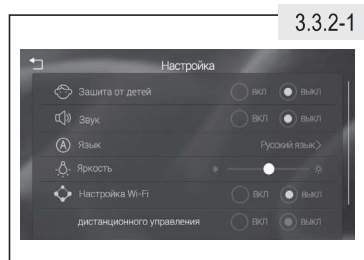 3.3.2-1
Настройка
Зашита от детей ВКЛ ВЫКЛ
Звук ВКЛ ВЫКЛ
Язык Русский язык >
Яркость
Настройка Wi-Fi ВКЛ ВЫКЛ
дистанционного управления ВКЛ ВЫКЛ